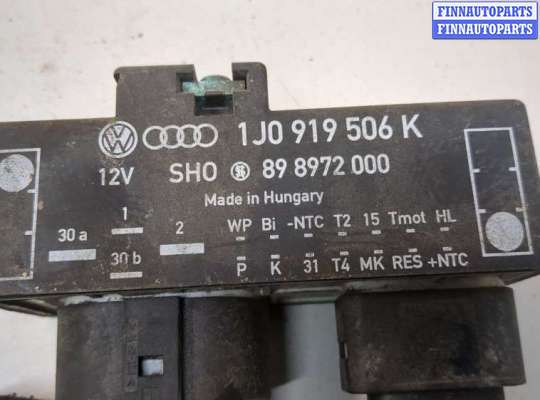 FINNAUTOPARTS
FINNAUTOPARTS
1J0 919 506 K
12V SHO 89 8972 000
Made in Hungary
1
30 a 2 WP Bi -NTC T2 15 Tmot HL
30 b P K 31 T4 MK RES +NTC